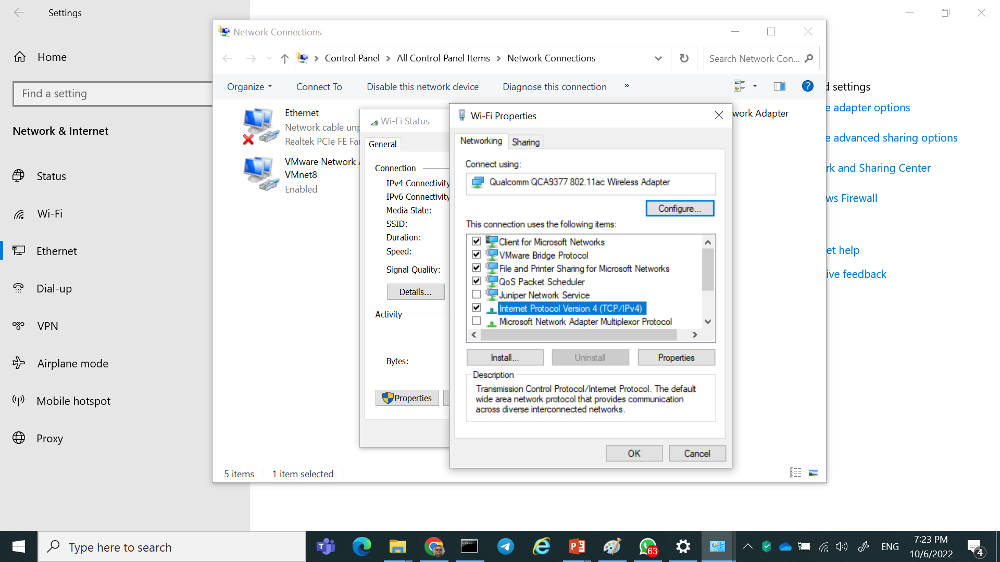 Settings
Home
Find a setting
Network & Internet
Status
Wi-Fi
Ethernet
Dial-up
VPN
Airplane mode
Mobile hotspot
Proxy
Network Connections
Control Panel
All Control Panel Items
Network Connections
Search Network Con...
Organize
Connect To
Disable this network device
Diagnose this connection
»
Ethernet
Network cable unp
Realtek PCIe FE Fa
VMware Network
VMnet8
Enabled
work Adapter
5 items
1 item selected
Wi-Fi Status
General
Connection
IPv4 Connectivity
IPv6 Connectivity
Media State:
SSID:
Duration:
Speed:
Signal Quality:
Details...
Activity
Bytes:
Properties
Wi-Fi Properties
Networking
Sharing
Connect using:
Qualcomm QCA9377 802.11ac Wireless Adapter
Configure...
This connection uses the following items:
Client for Microsoft Networks
VMware Bridge Protocol
File and Printer Sharing for Microsoft Networks
QoS Packet Scheduler
Juniper Network Service
Internet Protocol Version 4 (TCP/IPv4)
Microsoft Network Adapter Multiplexor Protocol
Install...
Uninstall
Properties
Description
Transmission Control Protocol/Internet Protocol. The default
wide area network protocol that provides communication
across diverse interconnected networks.
OK
Cancel
d settings
e adapter options
e advanced sharing options
rk and Sharing Center
ws Firewall
et help
ive feedback
Type here to search
63
ENG
7:23 PM
10/6/2022
4